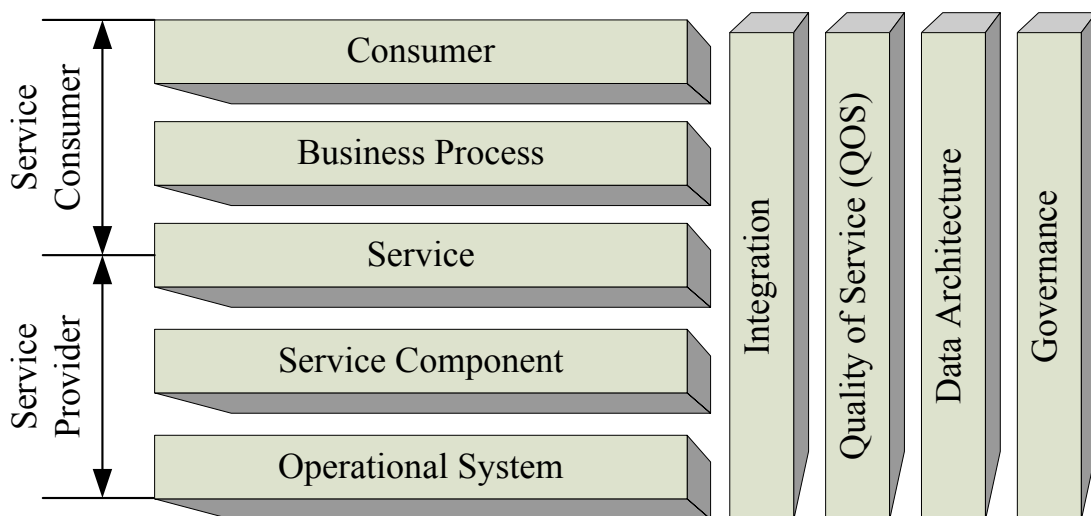 Service
Consumer
Service
Provider
Consumer
Business Process
Service
Service Component
Operational System
Integration
Quality of Service (QOS)
Data Architecture
Governance